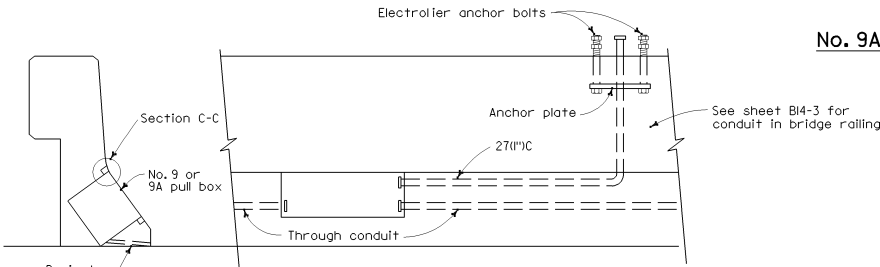 Electrolier anchor bolts
No. 9A
Anchor plate
See sheet B14-3 for
conduit in bridge railing
Section C-C
27(1")C
No. 9 or
9A pull box
Through conduit